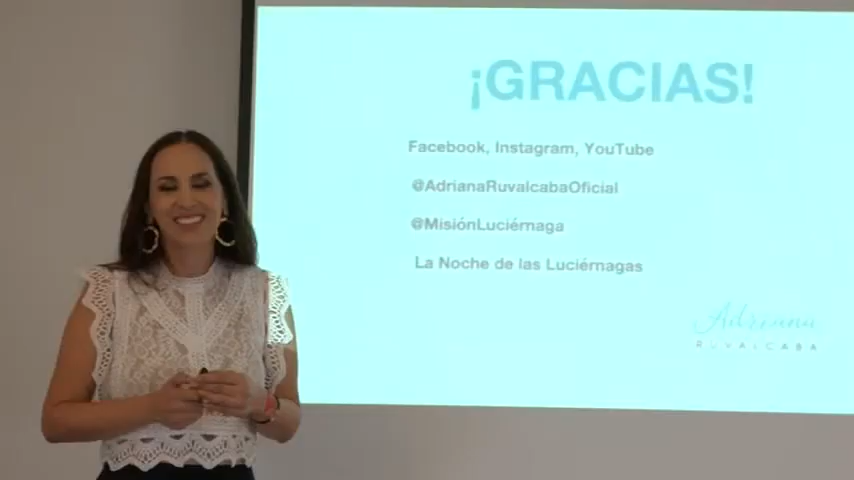 ¡GRACIAS!
Facebook, Instagram, YouTube
@AdrianaRuvalcabaOficial
@MisiónLuciérnaga
La Noche de las Luciérnagas
Adriana
RUVALCABA